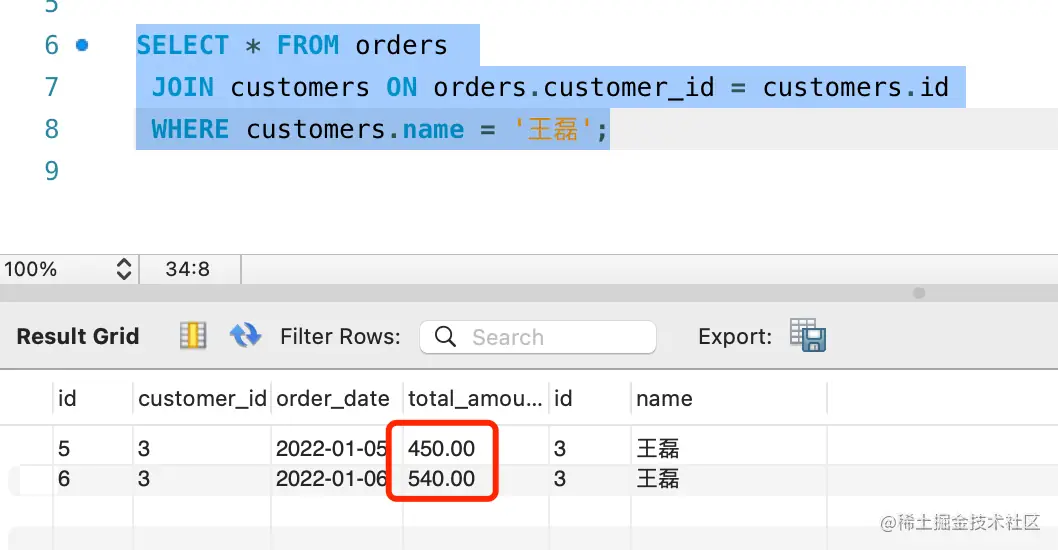 5
6 SELECT * FROM orders
7 JOIN customers ON orders.customer_id = customers.id
8 WHERE customers.name = '王磊';
9
100% 34:8
Result Grid Filter Rows: Search Export:
id customer_id order_date total_amou... id name
5 3 2022-01-05 450.00 3 王磊
6 3 2022-01-06 540.00 3 王磊
@稀土掘金技术社区